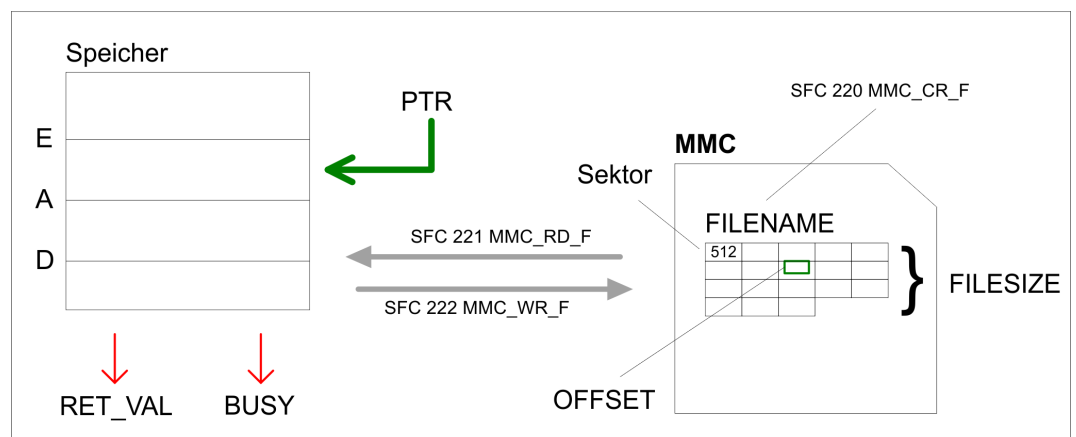 Speicher
PTR
SFC 220 MMC_CR_F
E
MMC
Sektor
A
FILENAME
SFC 221 MMC_RD_F
512
D
FILESIZE
SFC 222 MMC_WR_F
OFFSET
RET_VAL
BUSY